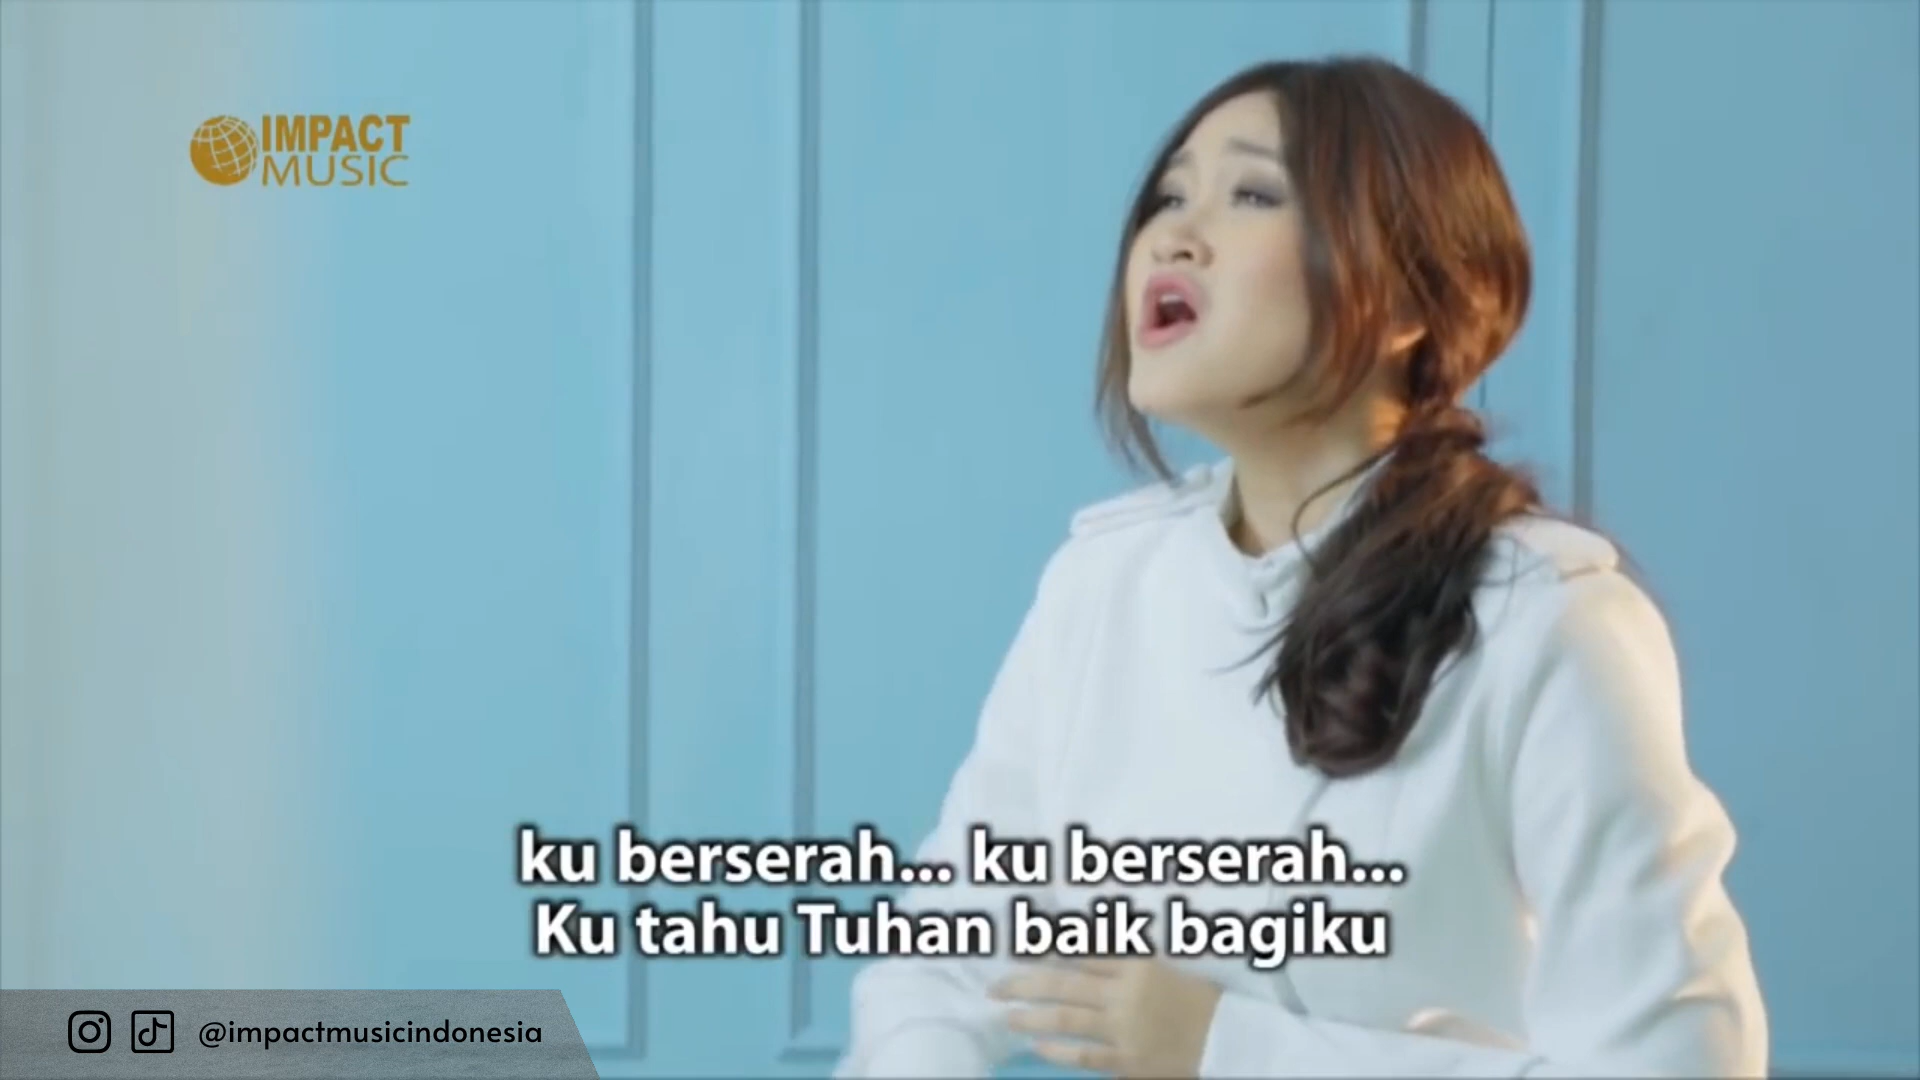 IMPACT
MUSIC
ku berserah... ku berserah...
Ku tahu Tuhan baik bagiku
@impactmusicindonesia